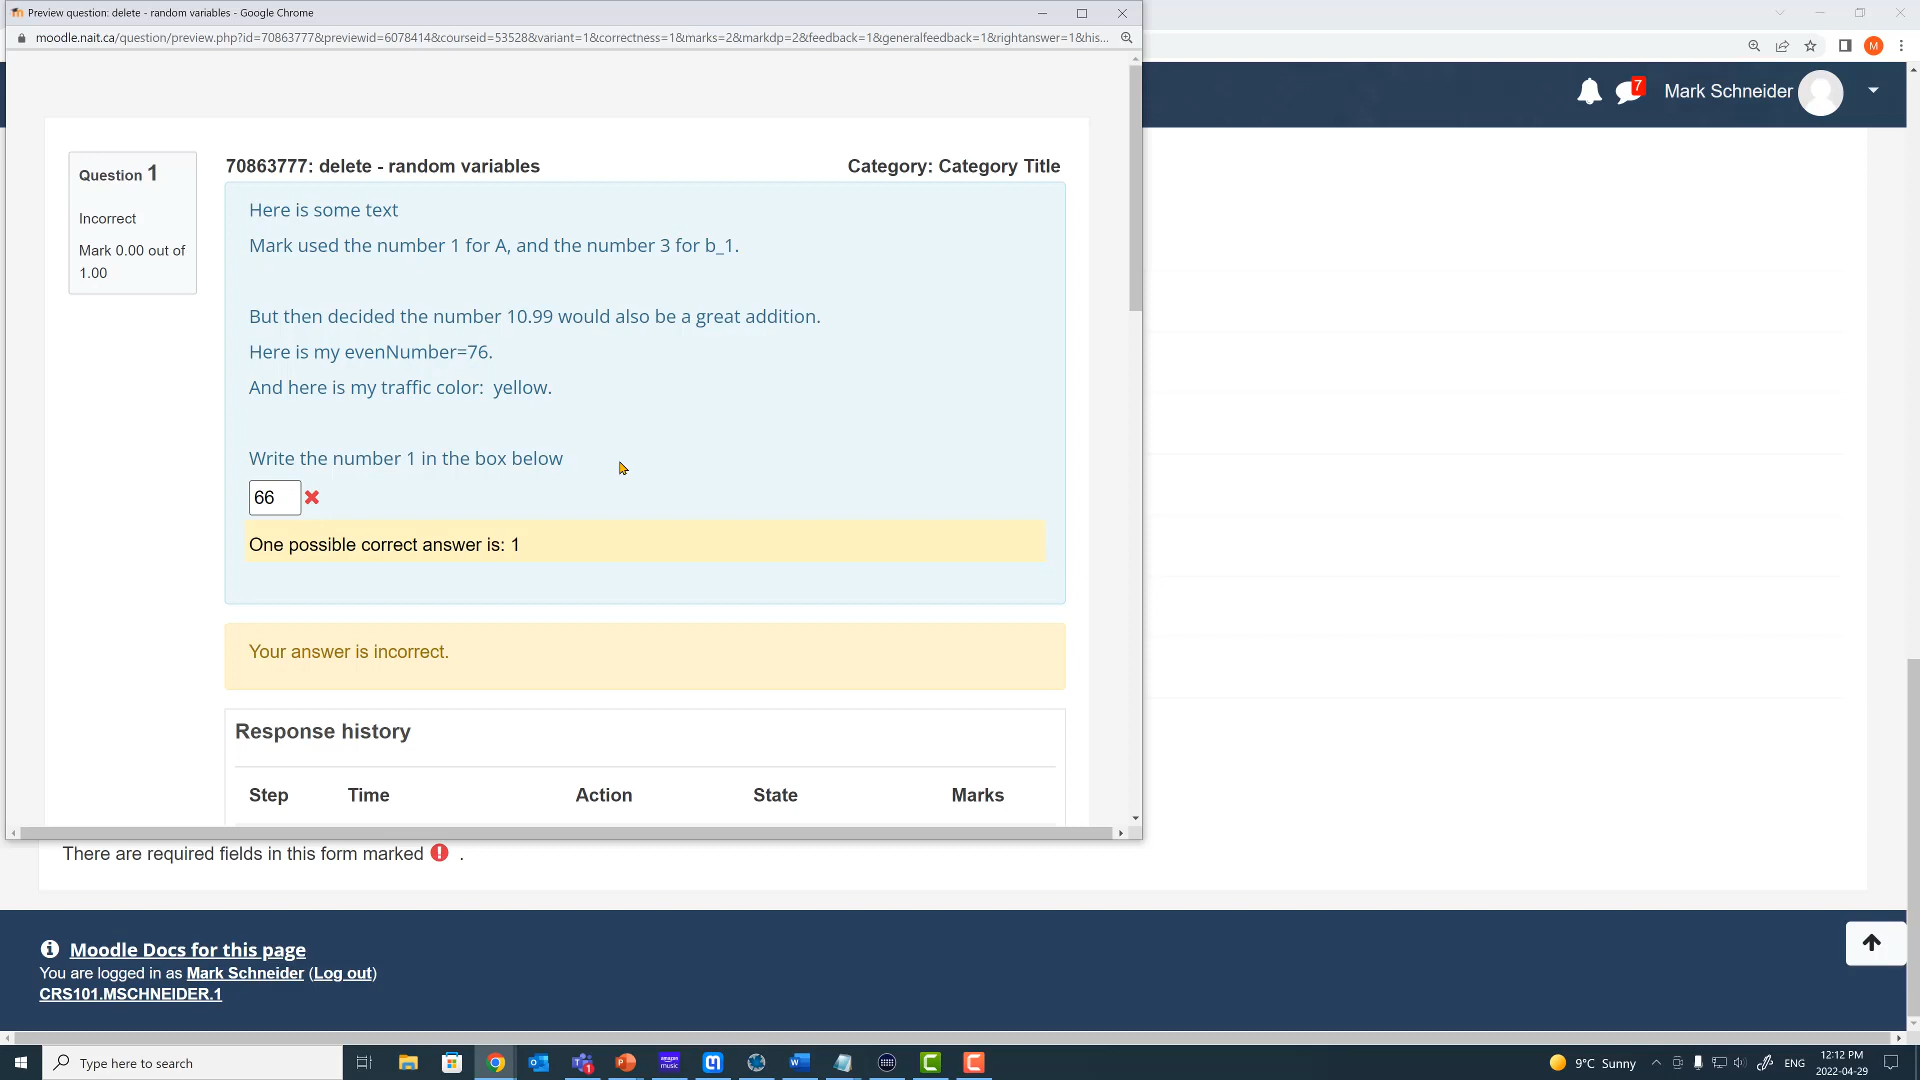 Preview question: delete - random variables - Google Chrome
moodle.nait.ca/question/preview.php?id=70863777&previewid=6078414&courseid=53528&variant=1&correctness=1&marks=2&markdp=2&feedback=1&generalfeedback=1&rightanswer=1&his...
M
7
Mark Schneider
Question 1
Incorrect
Mark 0.00 out of
1.00
70863777: delete - random variables
Category: Category Title
Here is some text
Mark used the number 1 for A, and the number 3 for b_1.
But then decided the number 10.99 would also be a great addition.
Here is my evenNumber=76.
And here is my traffic color:  yellow.
Write the number 1 in the box below
66
One possible correct answer is: 1
Your answer is incorrect.
Response history
Step Time Action State Marks
There are required fields in this form marked .
Moodle Docs for this page
You are logged in as Mark Schneider (Log out)
CRS101.MSCHNEIDER.1
Type here to search
9°C Sunny
ENG
12:12 PM
2022-04-29